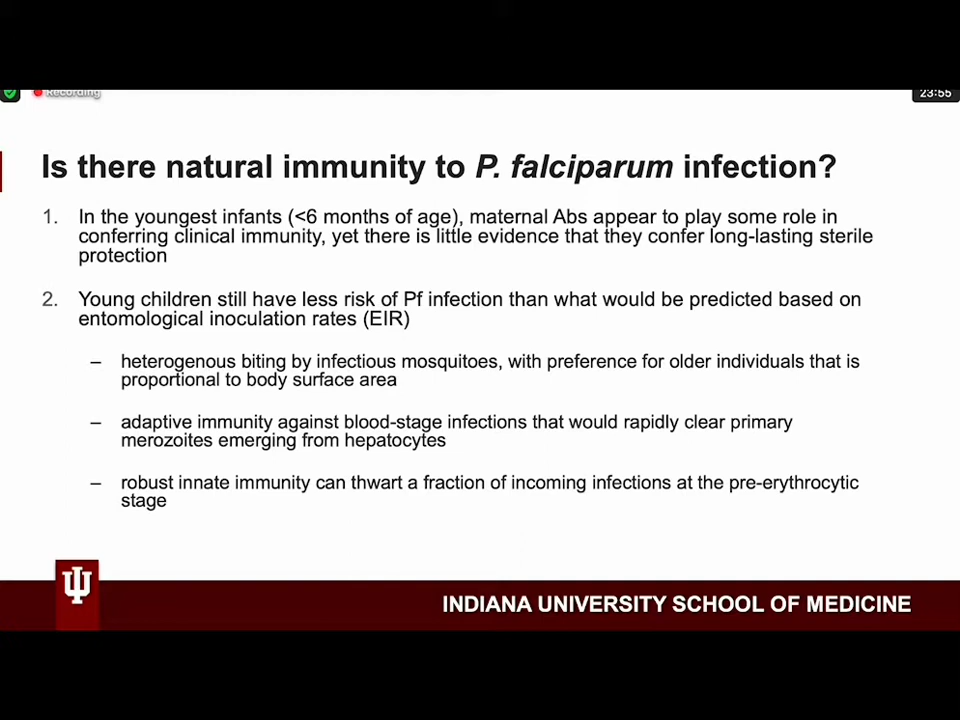 Recording
23:55
Is there natural immunity to P. falciparum infection?
1. In the youngest infants (<6 months of age), maternal Abs appear to play some role in
conferring clinical immunity, yet there is little evidence that they confer long-lasting sterile
protection
2. Young children still have less risk of Pf infection than what would be predicted based on
entomological inoculation rates (EIR)
– heterogenous biting by infectious mosquitoes, with preference for older individuals that is
proportional to body surface area
– adaptive immunity against blood-stage infections that would rapidly clear primary
merozoites emerging from hepatocytes
– robust innate immunity can thwart a fraction of incoming infections at the pre-erythrocytic
stage
INDIANA UNIVERSITY SCHOOL OF MEDICINE